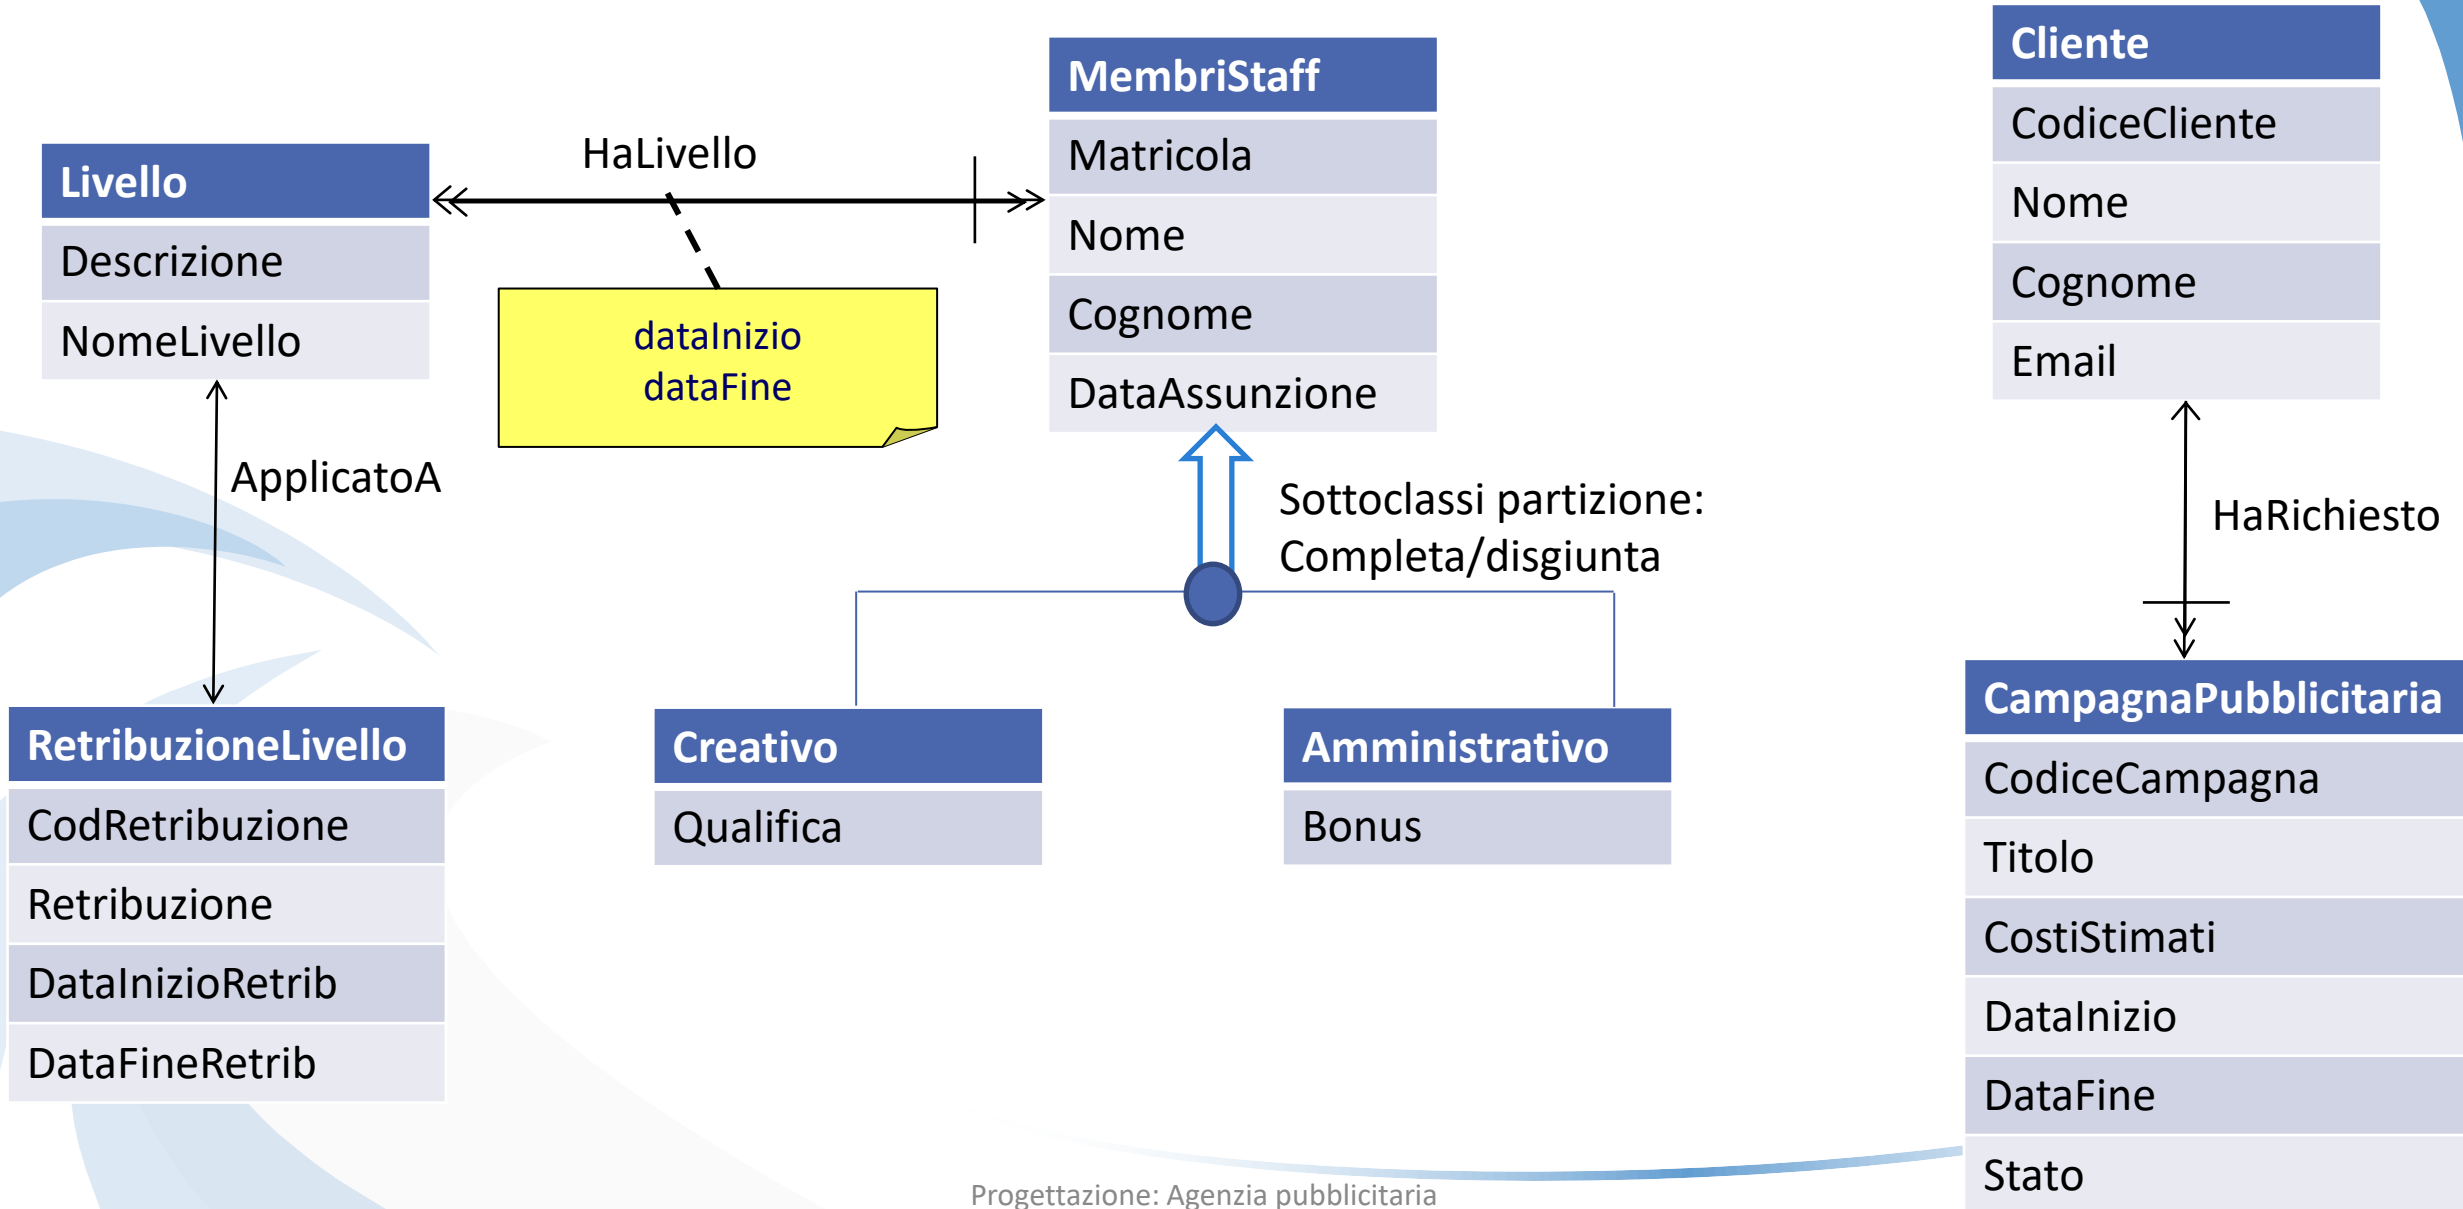 Livello
Descrizione
NomeLivello
HaLivello
dataInizio
dataFine
MembriStaff
Matricola
Nome
Cognome
DataAssunzione
Cliente
CodiceCliente
Nome
Cognome
Email
ApplicatoA
Sottoclassi partizione:
Completa/disgiunta
HaRichiesto
RetribuzioneLivello
CodRetribuzione
Retribuzione
DataInizioRetrib
DataFineRetrib
Creativo
Qualifica
Amministrativo
Bonus
CampagnaPubblicitaria
CodiceCampagna
Titolo
CostiStimati
DataInizio
DataFine
Stato
Progettazione: Agenzia pubblicitaria